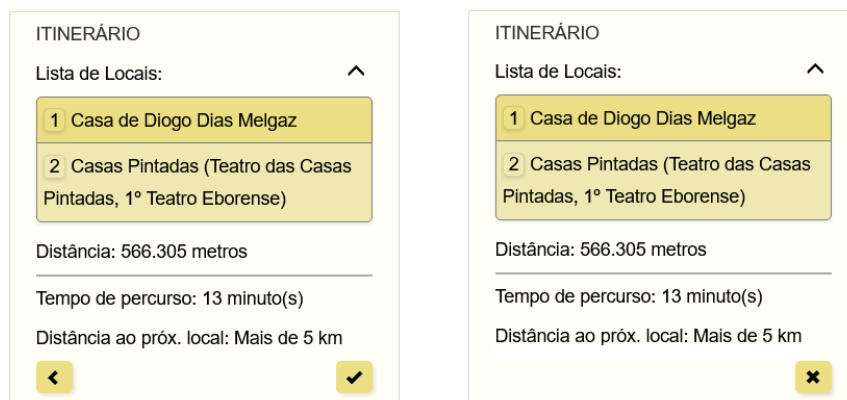 ITINERÁRIO
Lista de Locais:
1 Casa de Diogo Dias Melgaz
2 Casas Pintadas (Teatro das Casas
Pintadas, 1º Teatro Eborense)
Distância: 566.305 metros
Tempo de percurso: 13 minuto(s)
Distância ao próx. local: Mais de 5 km
ITINERÁRIO
Lista de Locais:
1 Casa de Diogo Dias Melgaz
2 Casas Pintadas (Teatro das Casas
Pintadas, 1º Teatro Eborense)
Distância: 566.305 metros
Tempo de percurso: 13 minuto(s)
Distância ao próx. local: Mais de 5 km